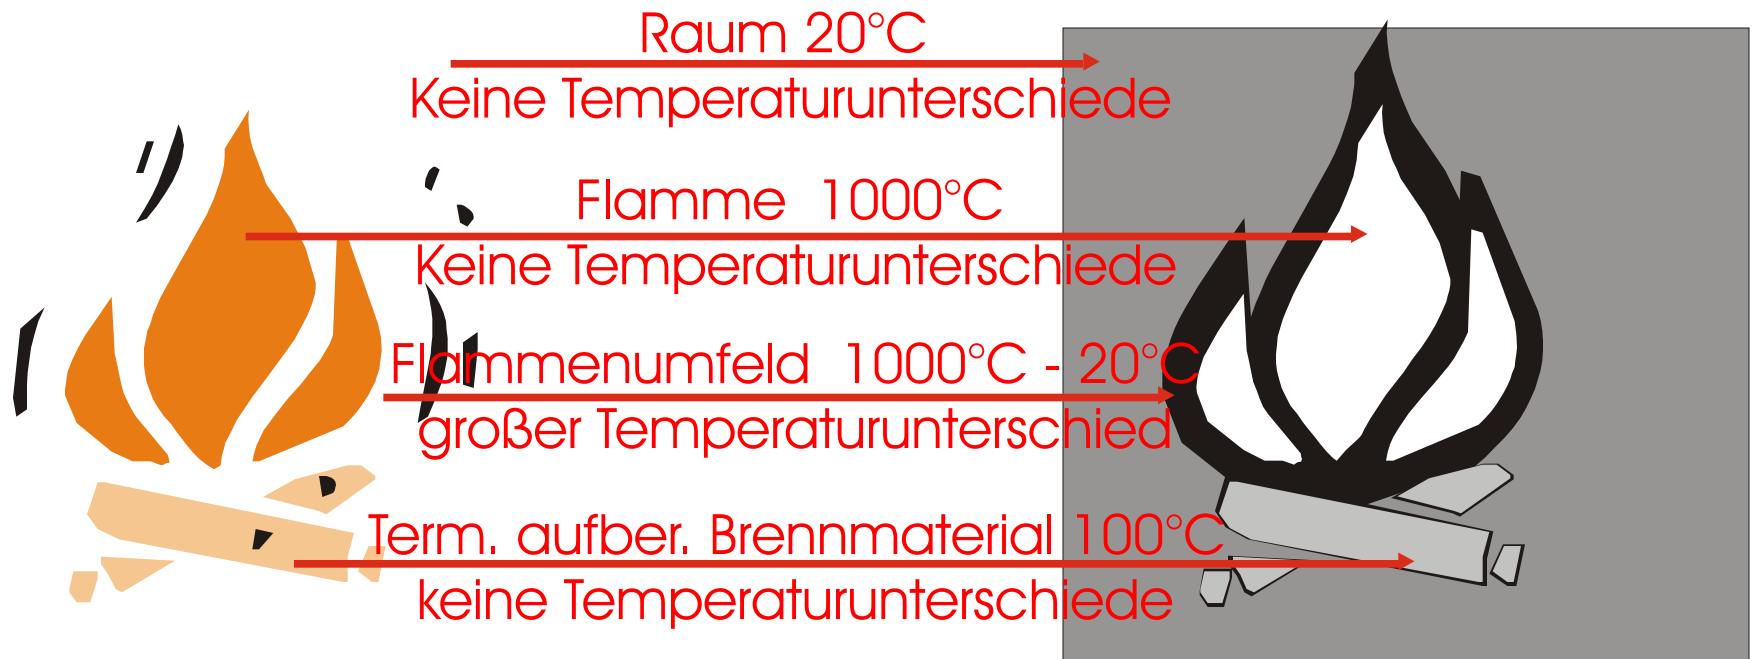 Raum 20°C
Keine Temperaturunterschiede
Flamme 1000°C
Keine Temperaturunterschiede
Flammenumfeld 1000°C - 20°C
großer Temperaturunterschied
Term. aufber. Brennmaterial 100°C
keine Temperaturunterschiede